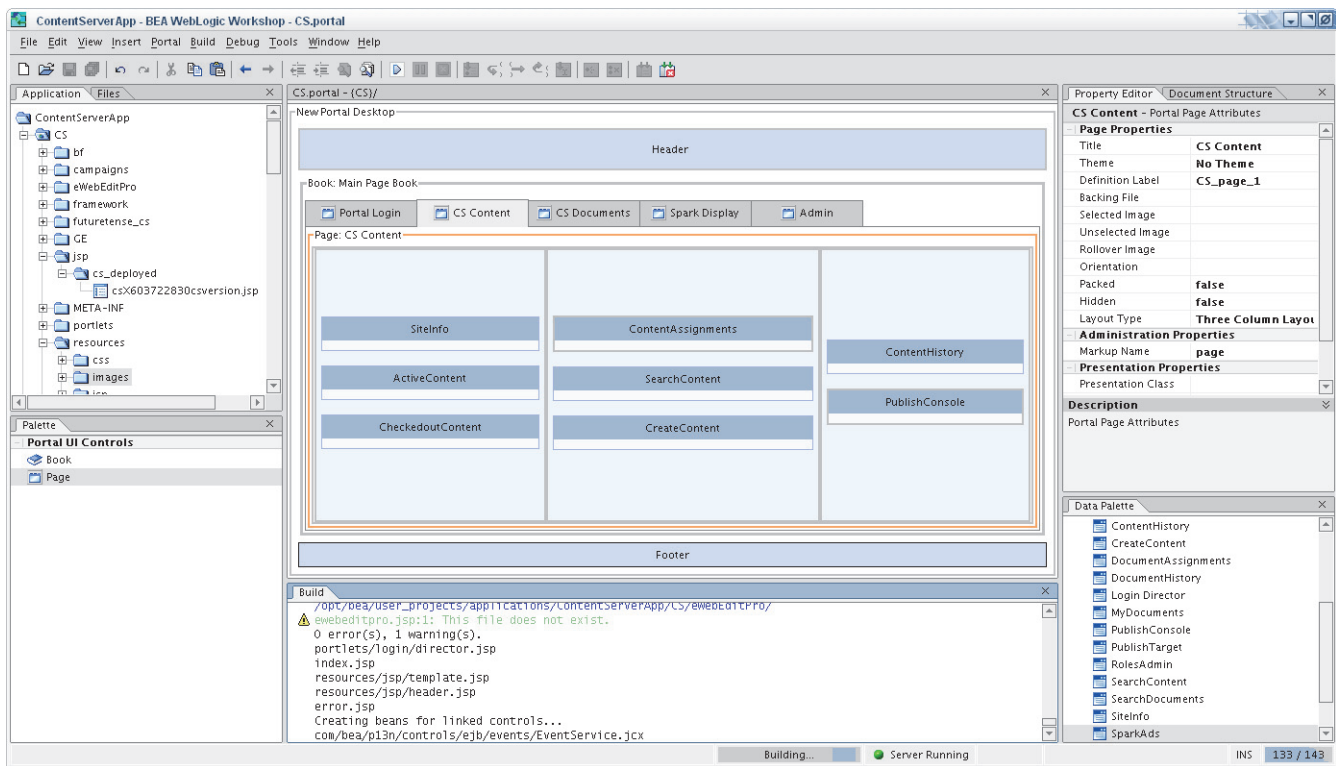 ContentServerApp - BEA WebLogic Workshop - CS.portal
File Edit View Insert Portal Build Debug Tools Window Help
Application Files
ContentServerApp
CS
bf
campaigns
eWebEditPro
framework
futuretense_cs
GE
jsp
cs_deployed
csX603722830csversion.jsp
META-INF
portlets
resources
css
images
jsp
Palette
Portal UI Controls
Book
Page
CS.portal - {CS}/
New Portal Desktop
Header
Book: Main Page Book
Portal Login CS Content CS Documents Spark Display Admin
Page: CS Content
SiteInfo
ActiveContent
CheckedoutContent
ContentAssignments
SearchContent
CreateContent
ContentHistory
PublishConsole
Footer
Build
/opt/bea/user_projects/applications/ContentServerApp/CS/ewebEditPro/
ewebeditpro.jsp:1: This file does not exist.
0 error(s), 1 warning(s).
portlets/login/director.jsp
index.jsp
resources/jsp/template.jsp
resources/jsp/header.jsp
error.jsp
Creating beans for linked controls...
com/bea/p13n/controls/ejb/events/EventService.jcx
Property Editor Document Structure
CS Content - Portal Page Attributes
Page Properties
Title CS Content
Theme No Theme
Definition Label CS_page_1
Backing File
Selected Image
Unselected Image
Rollover Image
Orientation
Packed false
Hidden false
Layout Type Three Column Layou
Administration Properties
Markup Name page
Presentation Properties
Presentation Class
Description
Portal Page Attributes
Data Palette
ContentHistory
CreateContent
DocumentAssignments
DocumentHistory
Login Director
MyDocuments
PublishConsole
PublishTarget
RolesAdmin
SearchContent
SearchDocuments
SiteInfo
SparkAds
Building... Server Running INS 133 / 143